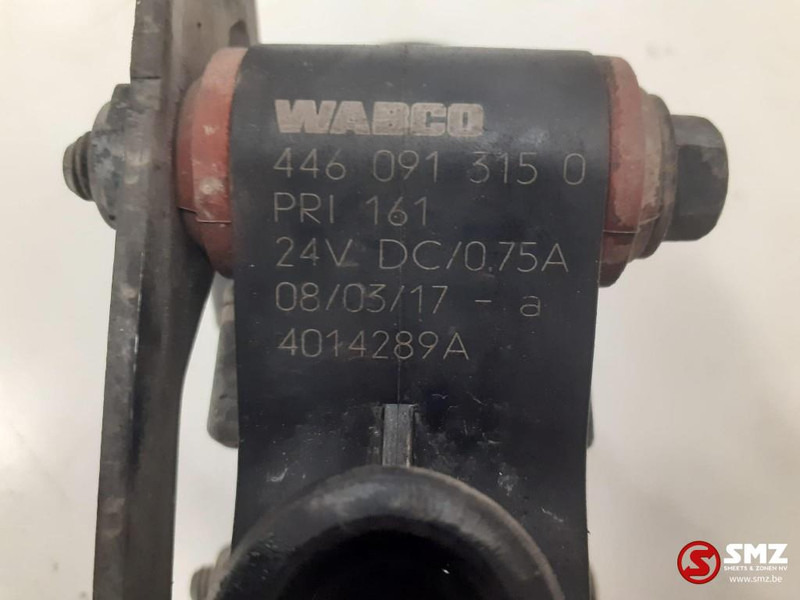 WABCO
446 091 315 0
PRI 161
24V DC/0.75A
08/03/17 - a
4014289A
SMZ
SMEETS & ZONEN NV
www.smz.be